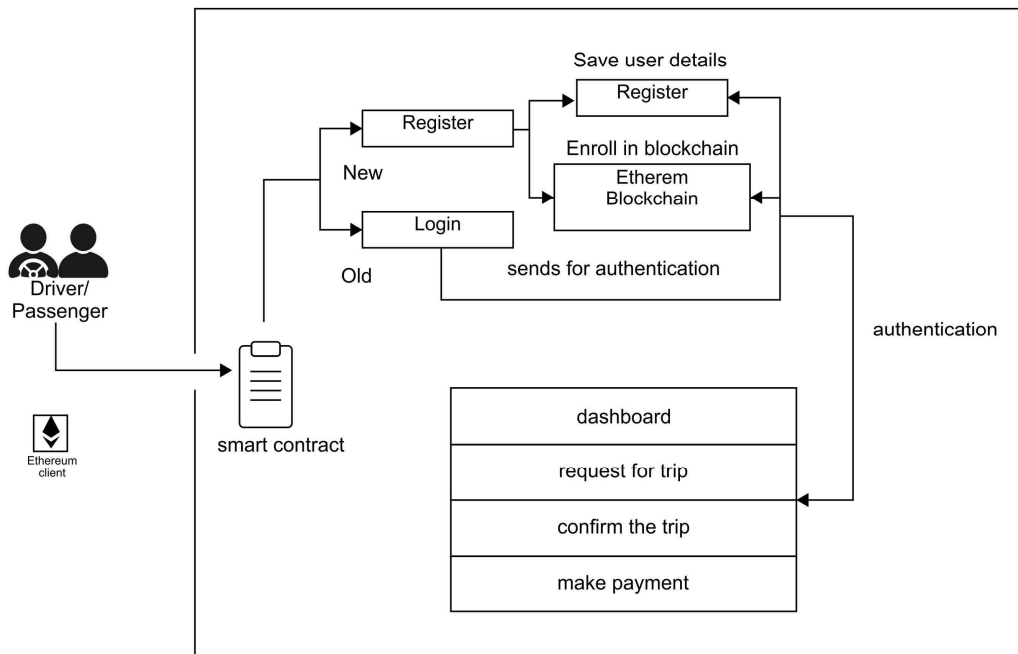 Save user details
Register
Register
Enroll in blockchain
New
Etherem
Blockchain
Login
Old
sends for authentication
Driver/
Passenger
authentication
smart contract
Ethereum
client
dashboard
request for trip
confirm the trip
make payment